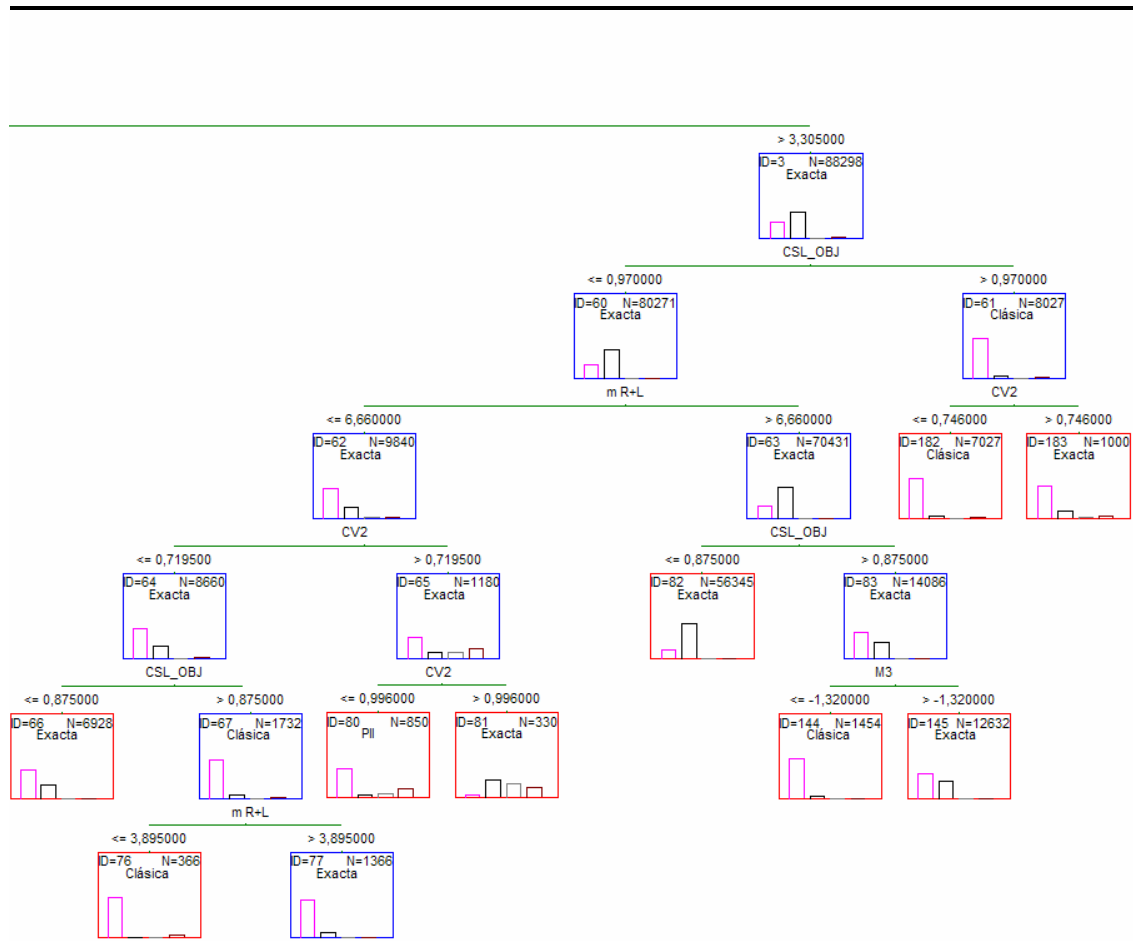 > 3,305000
ID=3 N=88298
Exacta
CSL_OBJ
<= 0,970000 > 0,970000
ID=60 N=80271 ID=61 N=8027
Exacta Clásica
m R+L CV2
<= 6,660000 > 6,660000 <= 0,746000 > 0,746000
ID=62 N=9840 ID=63 N=70431 ID=182 N=7027 ID=183 N=1000
Exacta Exacta Clásica Exacta
CV2 CSL_OBJ
<= 0,719500 > 0,719500 <= 0,875000 > 0,875000
ID=64 N=8660 ID=65 N=1180 ID=82 N=56345 ID=83 N=14086
Exacta Exacta Exacta Exacta
CSL_OBJ CV2 M3
<= 0,875000 > 0,875000 <= 0,996000 > 0,996000 <= -1,320000 > -1,320000
ID=66 N=6928 ID=67 N=1732 ID=80 N=850 ID=81 N=330 ID=144 N=1454 ID=145 N=12632
Exacta Clásica PII Exacta Clásica Exacta
m R+L
<= 3,895000 > 3,895000
ID=76 N=366 ID=77 N=1366
Clásica Exacta